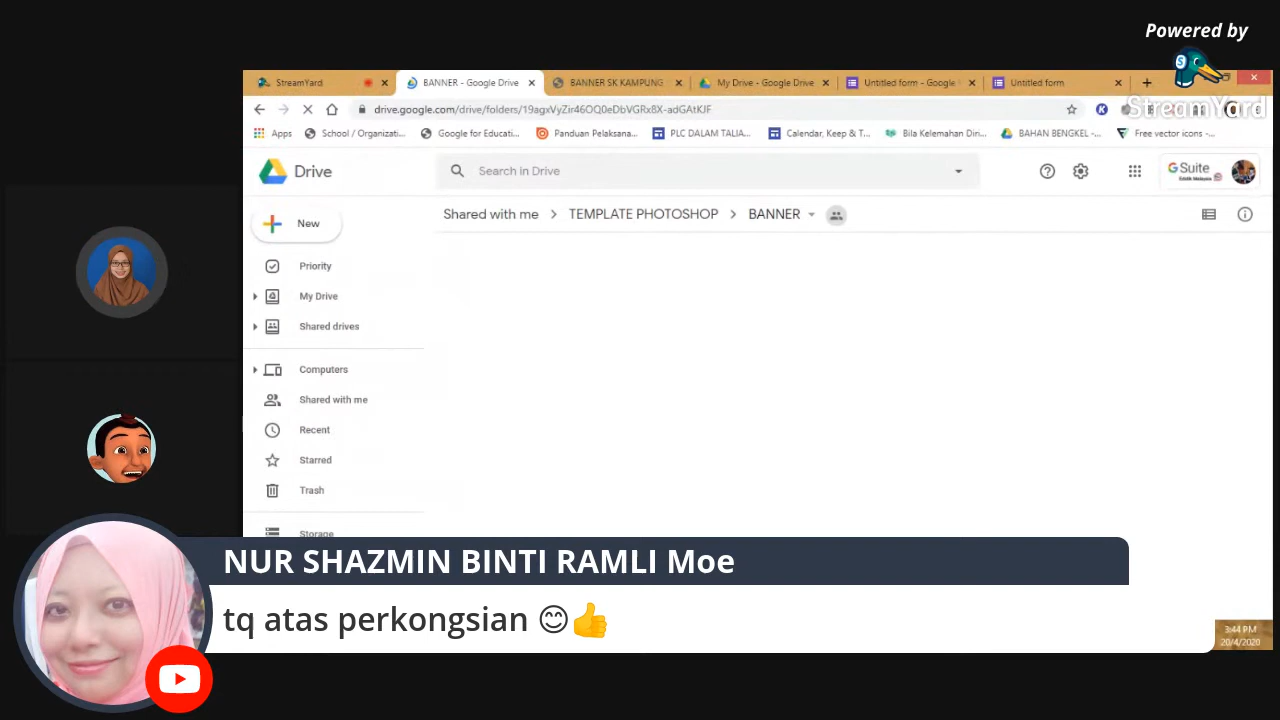 Powered by
StreamYard
StreamYard
BANNER - Google Drive
BANNER SK KAMPUNG
My Drive - Google Drive
Untitled form - Google
Untitled form
drive.google.com/drive/folders/19agxVyZir46OQ0eDbVGRx8X-adGAtKJF
Apps
School / Organizati...
Google for Educati...
Panduan Pelaksana...
PLC DALAM TALIA...
Calendar, Keep & T...
Bila Kelemahan Diri...
BAHAN BENGKEL -...
Free vector icons -...
Drive
Search in Drive
G Suite
New
Shared with me > TEMPLATE PHOTOSHOP > BANNER
Priority
My Drive
Shared drives
Computers
Shared with me
Recent
Starred
Trash
Storage
NUR SHAZMIN BINTI RAMLI Moe
tq atas perkongsian 😊👍
3:44 PM
20/4/2020